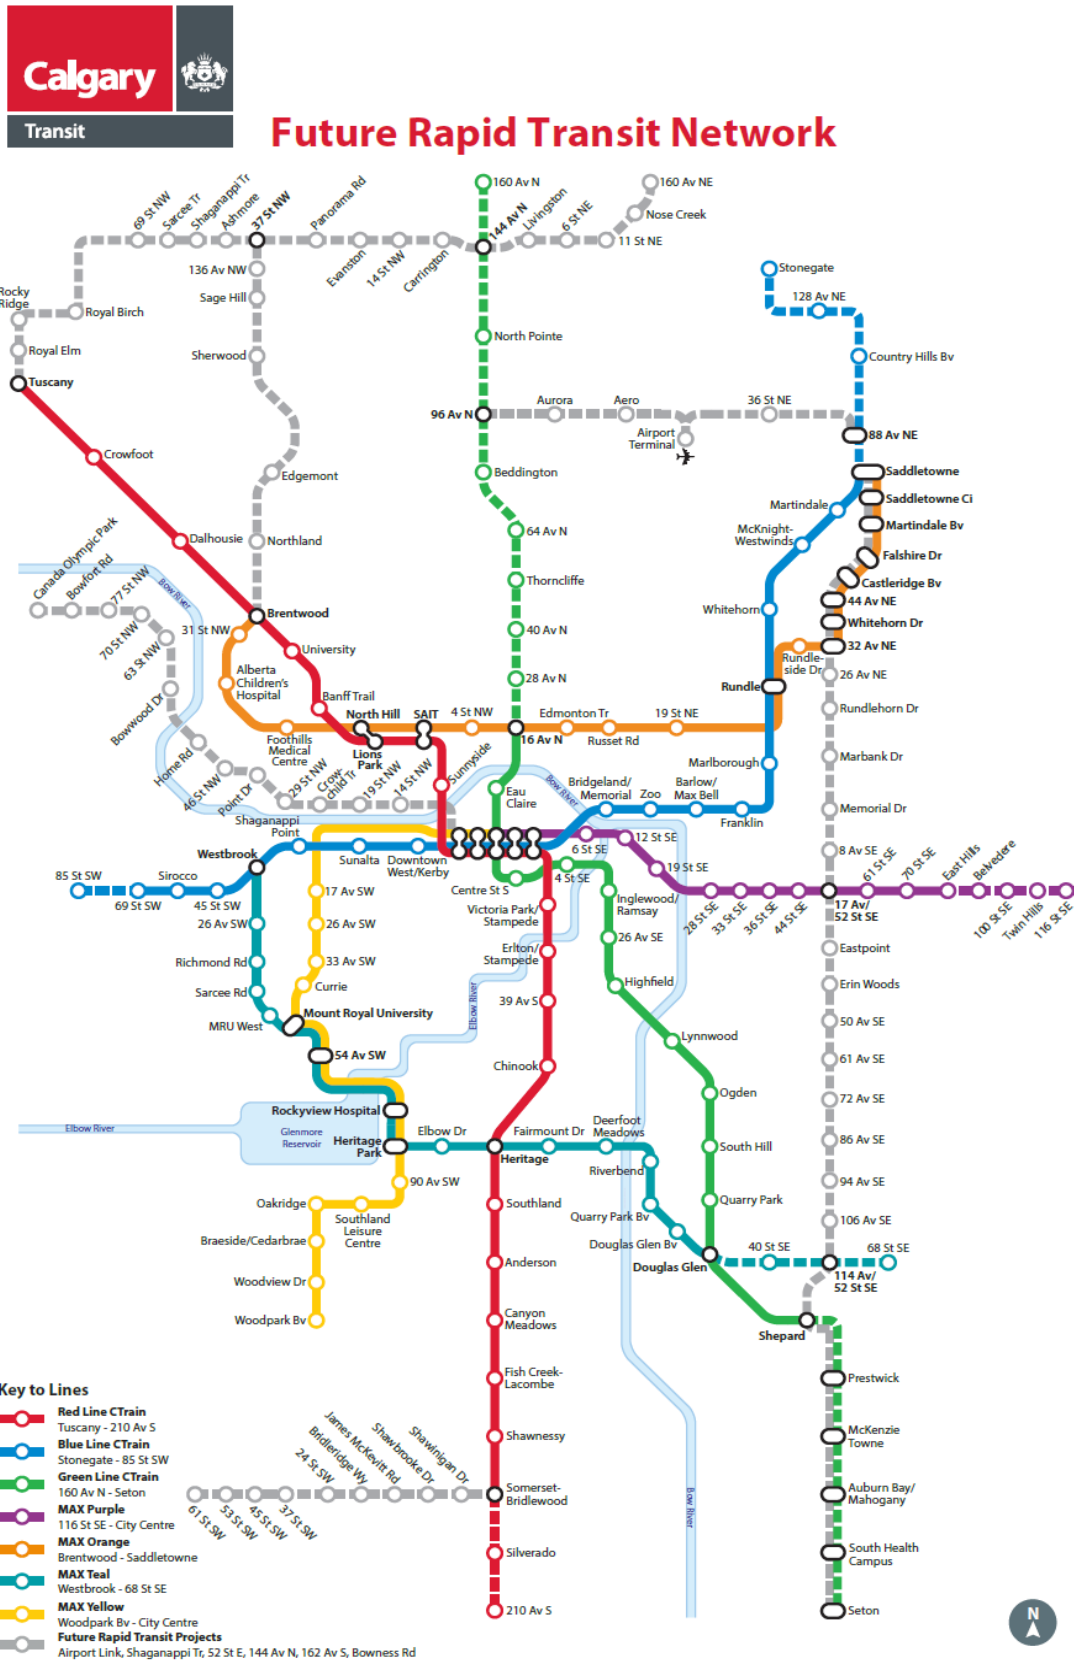 Calgary
Transit
Future Rapid Transit Network
160 Av N
160 Av NE
Nose Creek
11 St NE
6 St NE
Livingston
144 Av N
Carrington
14 St NW
Evanston
Panorama Rd
37 St NW
Ashmore
Shaganappi Tr
Sarcee Tr
69 St NW
136 Av NW
Sage Hill
Sherwood
Edgemont
Northland
Rocky
Ridge
Royal Birch
Royal Elm
Tuscany
Crowfoot
Dalhousie
Brentwood
University
Banff Trail
North Hill
Lions
Park
SAIT
Sunnyside
North Pointe
96 Av N
Aurora
Aero
Airport
Terminal
36 St NE
88 Av NE
Beddington
64 Av N
Thorncliffe
40 Av N
28 Av N
16 Av N
Eau
Claire
Stonegate
128 Av NE
Country Hills Bv
Saddletowne
Saddletowne Ci
Martindale Bv
Falshire Dr
Castleridge Bv
44 Av NE
Whitehorn Dr
32 Av NE
Martindale
McKnight-
Westwinds
Whitehorn
Rundle
Rundle-
side Dr
Marlborough
Franklin
Barlow/
Max Bell
Zoo
Bridgeland/
Memorial
26 Av NE
Rundlehorn Dr
Marbank Dr
Memorial Dr
8 Av SE
Canada Olympic Park
Bowfort Rd
77 St NW
70 St NW
63 St NW
Bowwood Dr
Home Rd
46 St NW
Point Dr
29 St NW
Crow-
child Tr
19 St NW
14 St NW
Bow River
31 St NW
Alberta
Children's
Hospital
Foothills
Medical
Centre
4 St NW
Edmonton Tr
Russet Rd
19 St NE
Bow River
Shaganappi
Point
Westbrook
Sunalta
Downtown
West/Kerby
85 St SW
69 St SW
Sirocco
45 St SW
Centre St S
4 St SE
6 St SE
12 St SE
19 St SE
28 St SE
33 St SE
36 St SE
44 St SE
17 Av/
52 St SE
61 St SE
70 St SE
East Hills
Belvedere
100 St SE
Twin Hills
116 St SE
26 Av SW
Richmond Rd
Sarcee Rd
MRU West
17 Av SW
26 Av SW
33 Av SW
Currie
Mount Royal University
54 Av SW
Rockyview Hospital
Heritage
Park
Elbow River
Glenmore
Reservoir
Elbow River
Victoria Park/
Stampede
Erlton/
Stampede
39 Av S
Chinook
Inglewood/
Ramsay
26 Av SE
Highfield
Lynnwood
Ogden
South Hill
Quarry Park
Douglas Glen
Elbow Dr
Heritage
Fairmount Dr
Deerfoot
Meadows
Riverbend
Quarry Park Bv
Douglas Glen Bv
40 St SE
114 Av/
52 St SE
68 St SE
Eastpoint
Erin Woods
50 Av SE
61 Av SE
72 Av SE
86 Av SE
94 Av SE
106 Av SE
90 Av SW
Southland
Leisure
Centre
Oakridge
Braeside/Cedarbrae
Woodview Dr
Woodpark Bv
Southland
Anderson
Canyon
Meadows
Fish Creek-
Lacombe
Shawnessy
Somerset-
Bridlewood
Silverado
210 Av S
Shepard
Prestwick
McKenzie
Towne
Auburn Bay/
Mahogany
South Health
Campus
Seton
Bow River
61 St SW
53 St SW
45 St SW
37 St SW
24 St SW
Bridleridge Wy
James McKevitt Rd
Shawbrooke Dr
Shawinigan Dr
Key to Lines
Red Line CTrain
Tuscany - 210 Av S
Blue Line CTrain
Stonegate - 85 St SW
Green Line CTrain
160 Av N - Seton
MAX Purple
116 St SE - City Centre
MAX Orange
Brentwood - Saddletowne
MAX Teal
Westbrook - 68 St SE
MAX Yellow
Woodpark Bv - City Centre
Future Rapid Transit Projects
Airport Link, Shaganappi Tr, 52 St E, 144 Av N, 162 Av S, Bowness Rd
N